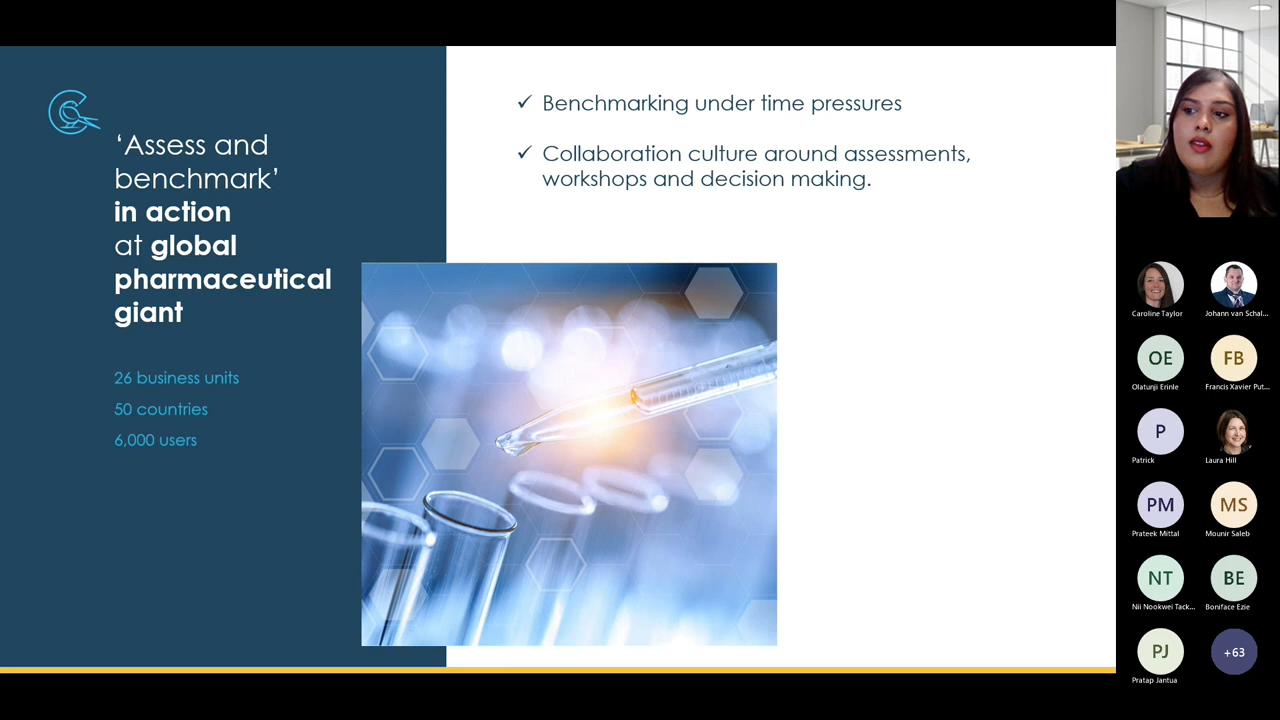 ‘Assess and
benchmark’
in action
at global
pharmaceutical
giant
26 business units
50 countries
6,000 users
✓ Benchmarking under time pressures
✓ Collaboration culture around assessments,
workshops and decision making.
Caroline Taylor
Johann van Schal...
OE
Olatunji Erinle
FB
Francis Xavier Put...
P
Patrick
Laura Hill
PM
Prateek Mittal
MS
Mounir Saleb
NT
Nii Nookwei Tack...
BE
Boniface Ezie
PJ
Pratap Jantua
+63